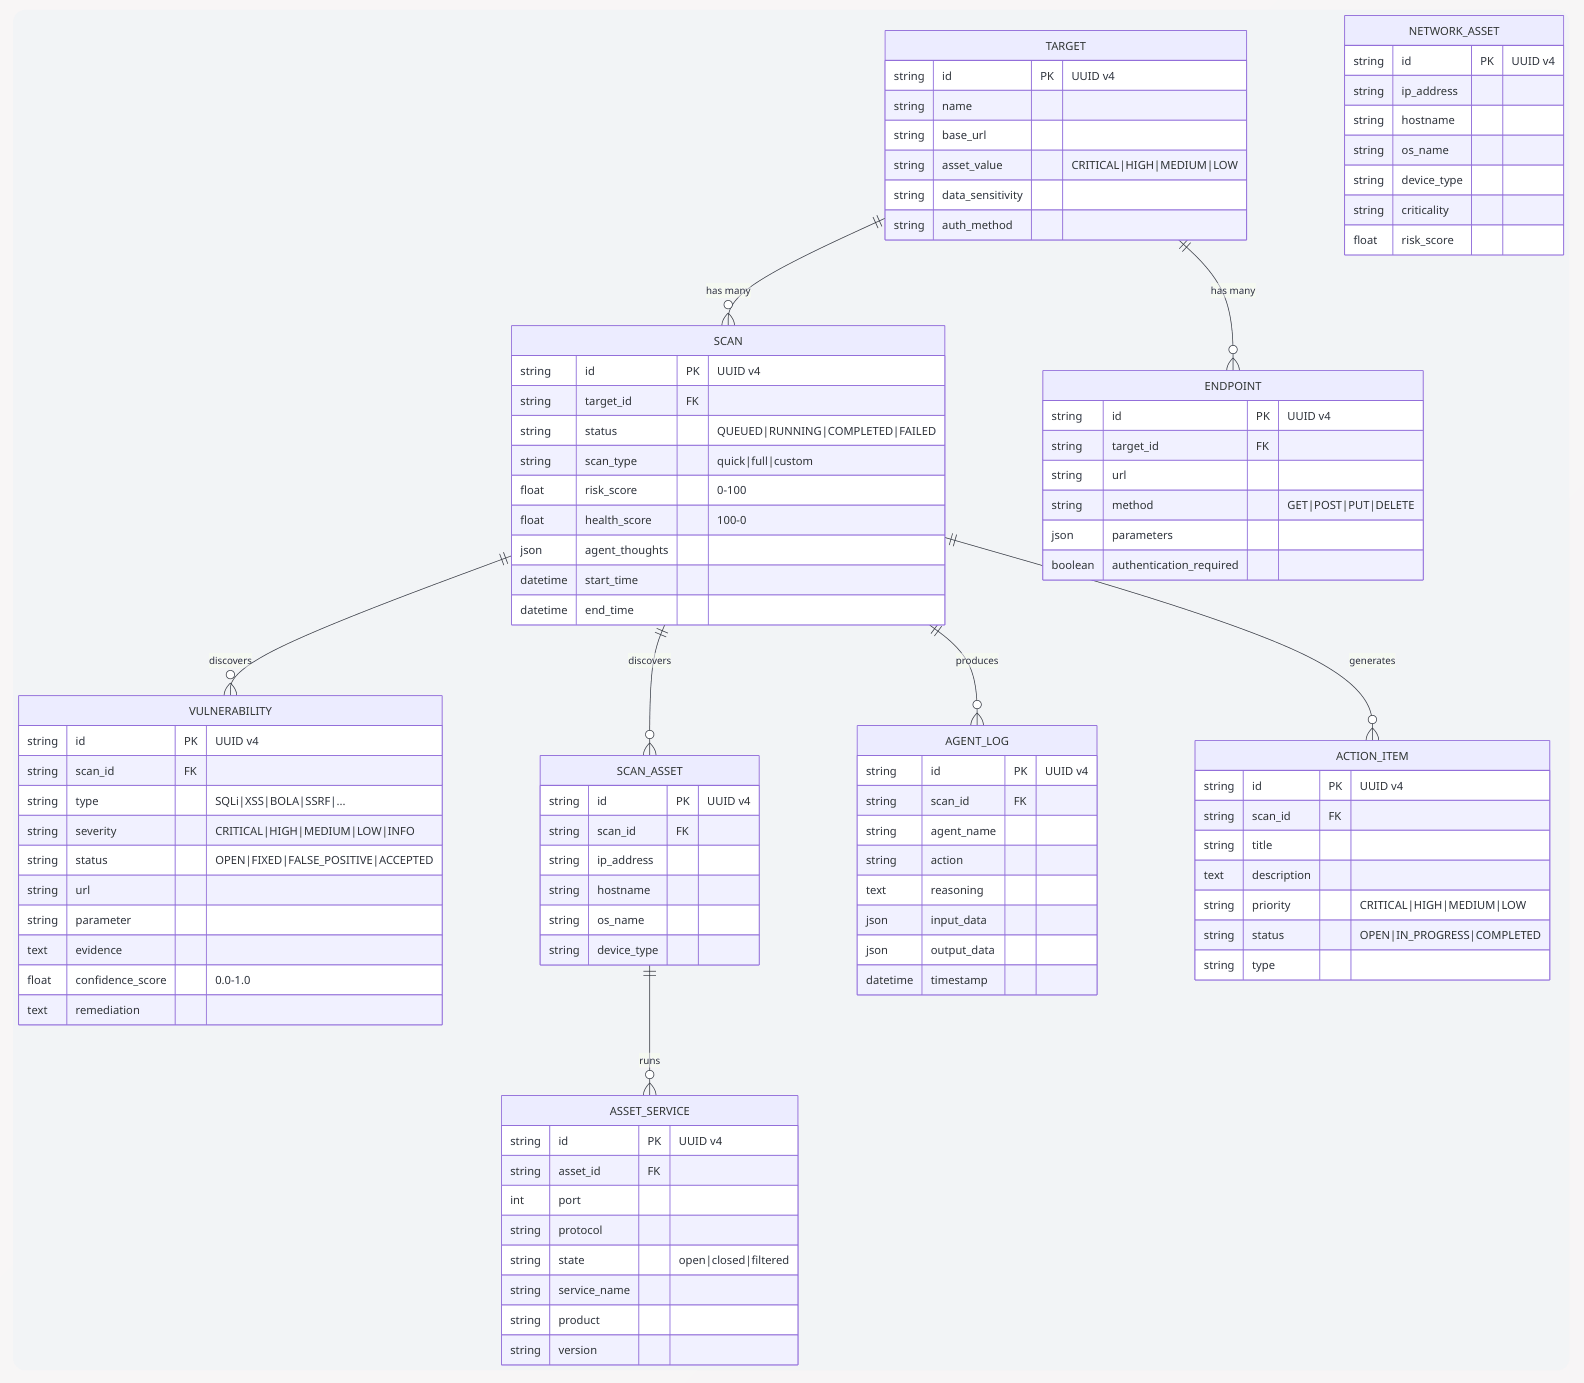 TARGET
string id PK UUID v4
string name
string base_url
string asset_value CRITICAL|HIGH|MEDIUM|LOW
string data_sensitivity
string auth_method
NETWORK_ASSET
string id PK UUID v4
string ip_address
string hostname
string os_name
string device_type
string criticality
float risk_score
has many
has many
SCAN
string id PK UUID v4
string target_id FK
string status QUEUED|RUNNING|COMPLETED|FAILED
string scan_type quick|full|custom
float risk_score 0-100
float health_score 100-0
json agent_thoughts
datetime start_time
datetime end_time
ENDPOINT
string id PK UUID v4
string target_id FK
string url
string method GET|POST|PUT|DELETE
json parameters
boolean authentication_required
discovers
discovers
produces
generates
VULNERABILITY
string id PK UUID v4
string scan_id FK
string type SQLi|XSS|BOLA|SSRF|...
string severity CRITICAL|HIGH|MEDIUM|LOW|INFO
string status OPEN|FIXED|FALSE_POSITIVE|ACCEPTED
string url
string parameter
text evidence
float confidence_score 0.0-1.0
text remediation
SCAN_ASSET
string id PK UUID v4
string scan_id FK
string ip_address
string hostname
string os_name
string device_type
AGENT_LOG
string id PK UUID v4
string scan_id FK
string agent_name
string action
text reasoning
json input_data
json output_data
datetime timestamp
ACTION_ITEM
string id PK UUID v4
string scan_id FK
string title
text description
string priority CRITICAL|HIGH|MEDIUM|LOW
string status OPEN|IN_PROGRESS|COMPLETED
string type
runs
ASSET_SERVICE
string id PK UUID v4
string asset_id FK
int port
string protocol
string state open|closed|filtered
string service_name
string product
string version